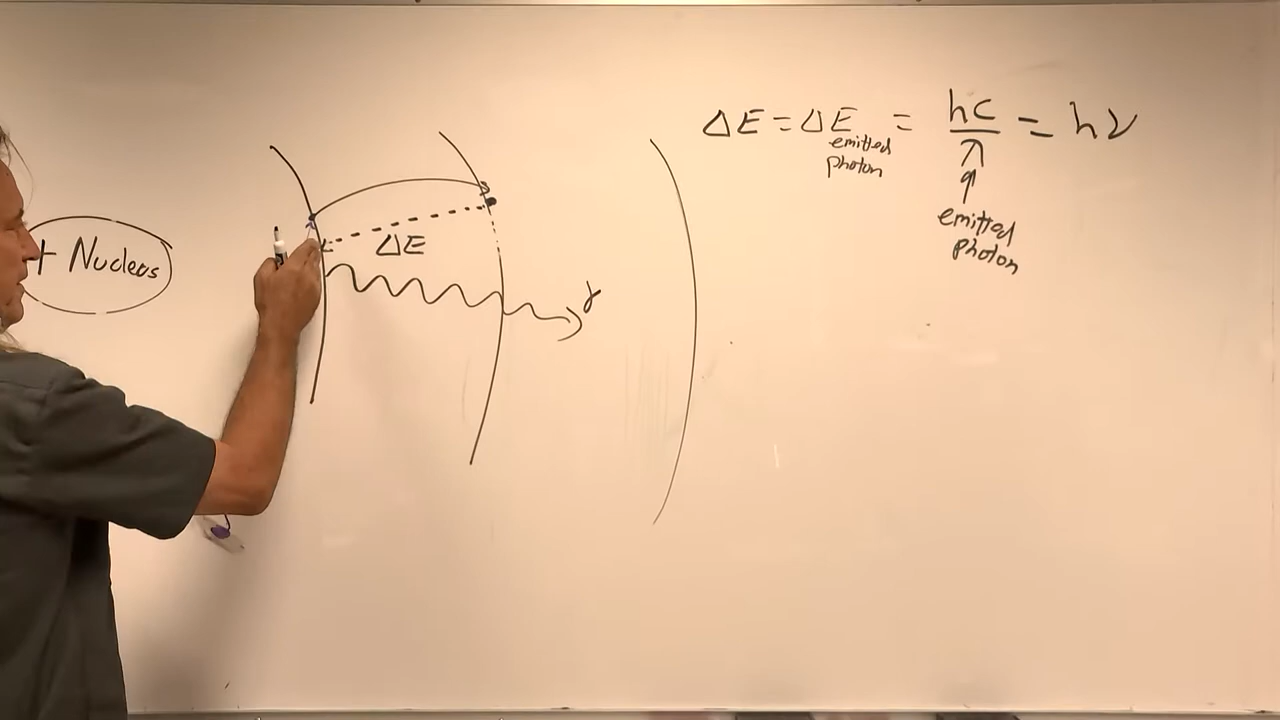 + Nucleus
ΔE
γ
ΔE = ΔE emitted photon = hc/λ = hν
emitted
photon